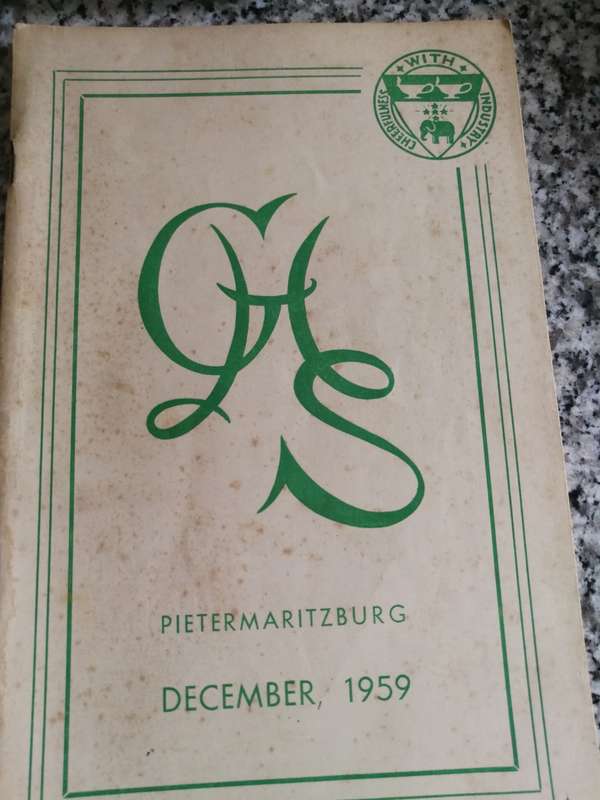 CHEERFULNESS WITH INDUSTRY
GHS
PIETERMARITZBURG
DECEMBER, 1959